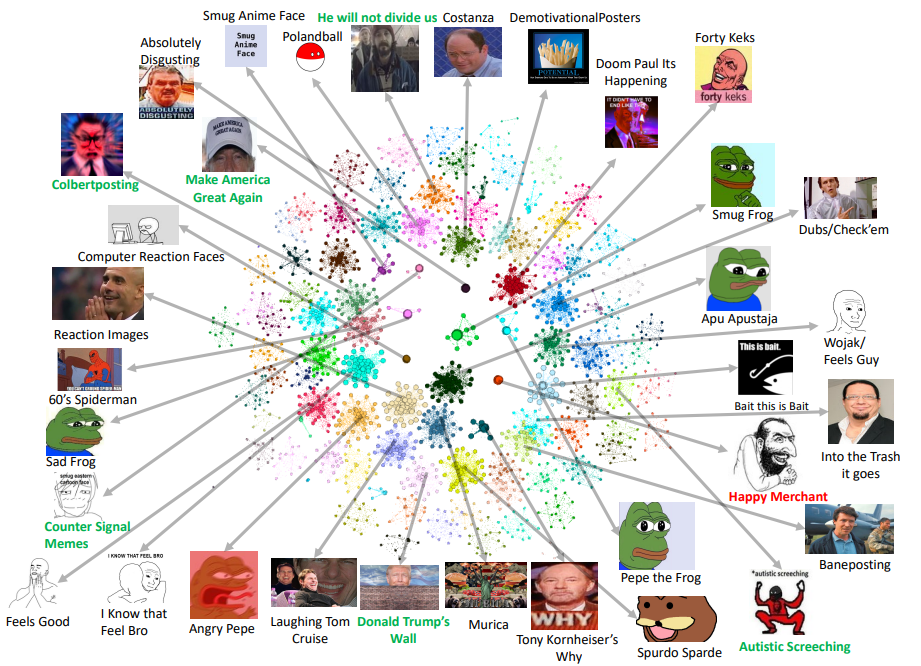 Smug Anime Face
He will not divide us
Costanza
DemotivationalPosters
Forty Keks
Absolutely
Disgusting
Smug
Anime
Face
Polandball
Doom Paul Its
Happening
POTENTIAL
forty keks
ABSOLUTELY
DISGUSTING
IT DIDN'T HAVE TO
END LIKE THIS
MAKE AMERICA
GREAT AGAIN
Colbertposting
Make America
Great Again
Smug Frog
Dubs/Check'em
Computer Reaction Faces
Reaction Images
Apu Apustaja
Wojak/
Feels Guy
This is bait.
60's Spiderman
Bait this is Bait
Sad Frog
Into the Trash
it goes
smug eastern
cartoon face
Happy Merchant
Counter Signal
Memes
Baneposting
I KNOW THAT FEEL BRO
Pepe the Frog
*autistic screeching
Feels Good
I Know that
Feel Bro
Angry Pepe
Laughing Tom
Cruise
Donald Trump's
Wall
Murica
WHY
Tony Kornheiser's
Why
Spurdo Sparde
Autistic Screeching